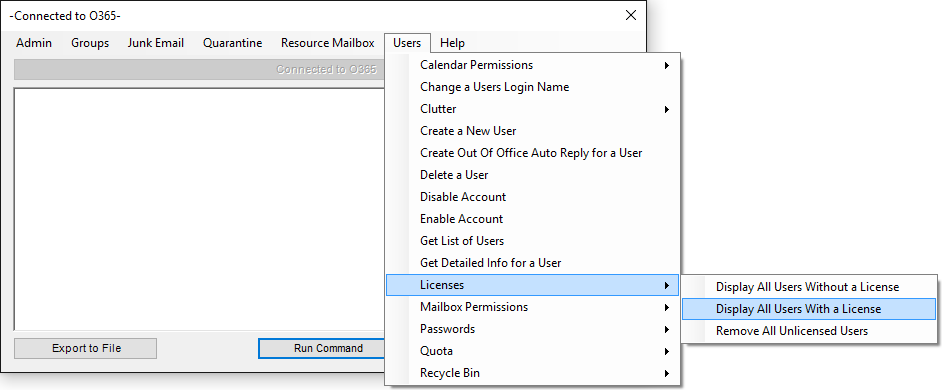 -Connected to O365-
Admin Groups Junk Email Quarantine Resource Mailbox Users Help
Connected to O365
Calendar Permissions
Change a Users Login Name
Clutter
Create a New User
Create Out Of Office Auto Reply for a User
Delete a User
Disable Account
Enable Account
Get List of Users
Get Detailed Info for a User
Licenses
Display All Users Without a License
Display All Users With a License
Remove All Unlicensed Users
Mailbox Permissions
Passwords
Quota
Recycle Bin
Export to File
Run Command